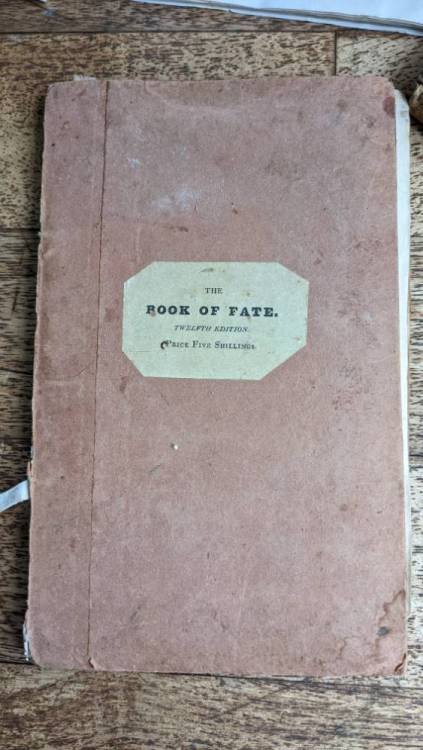 THE
BOOK OF FATE.
TWELFTH EDITION.
PRICE FIVE SHILLINGS.